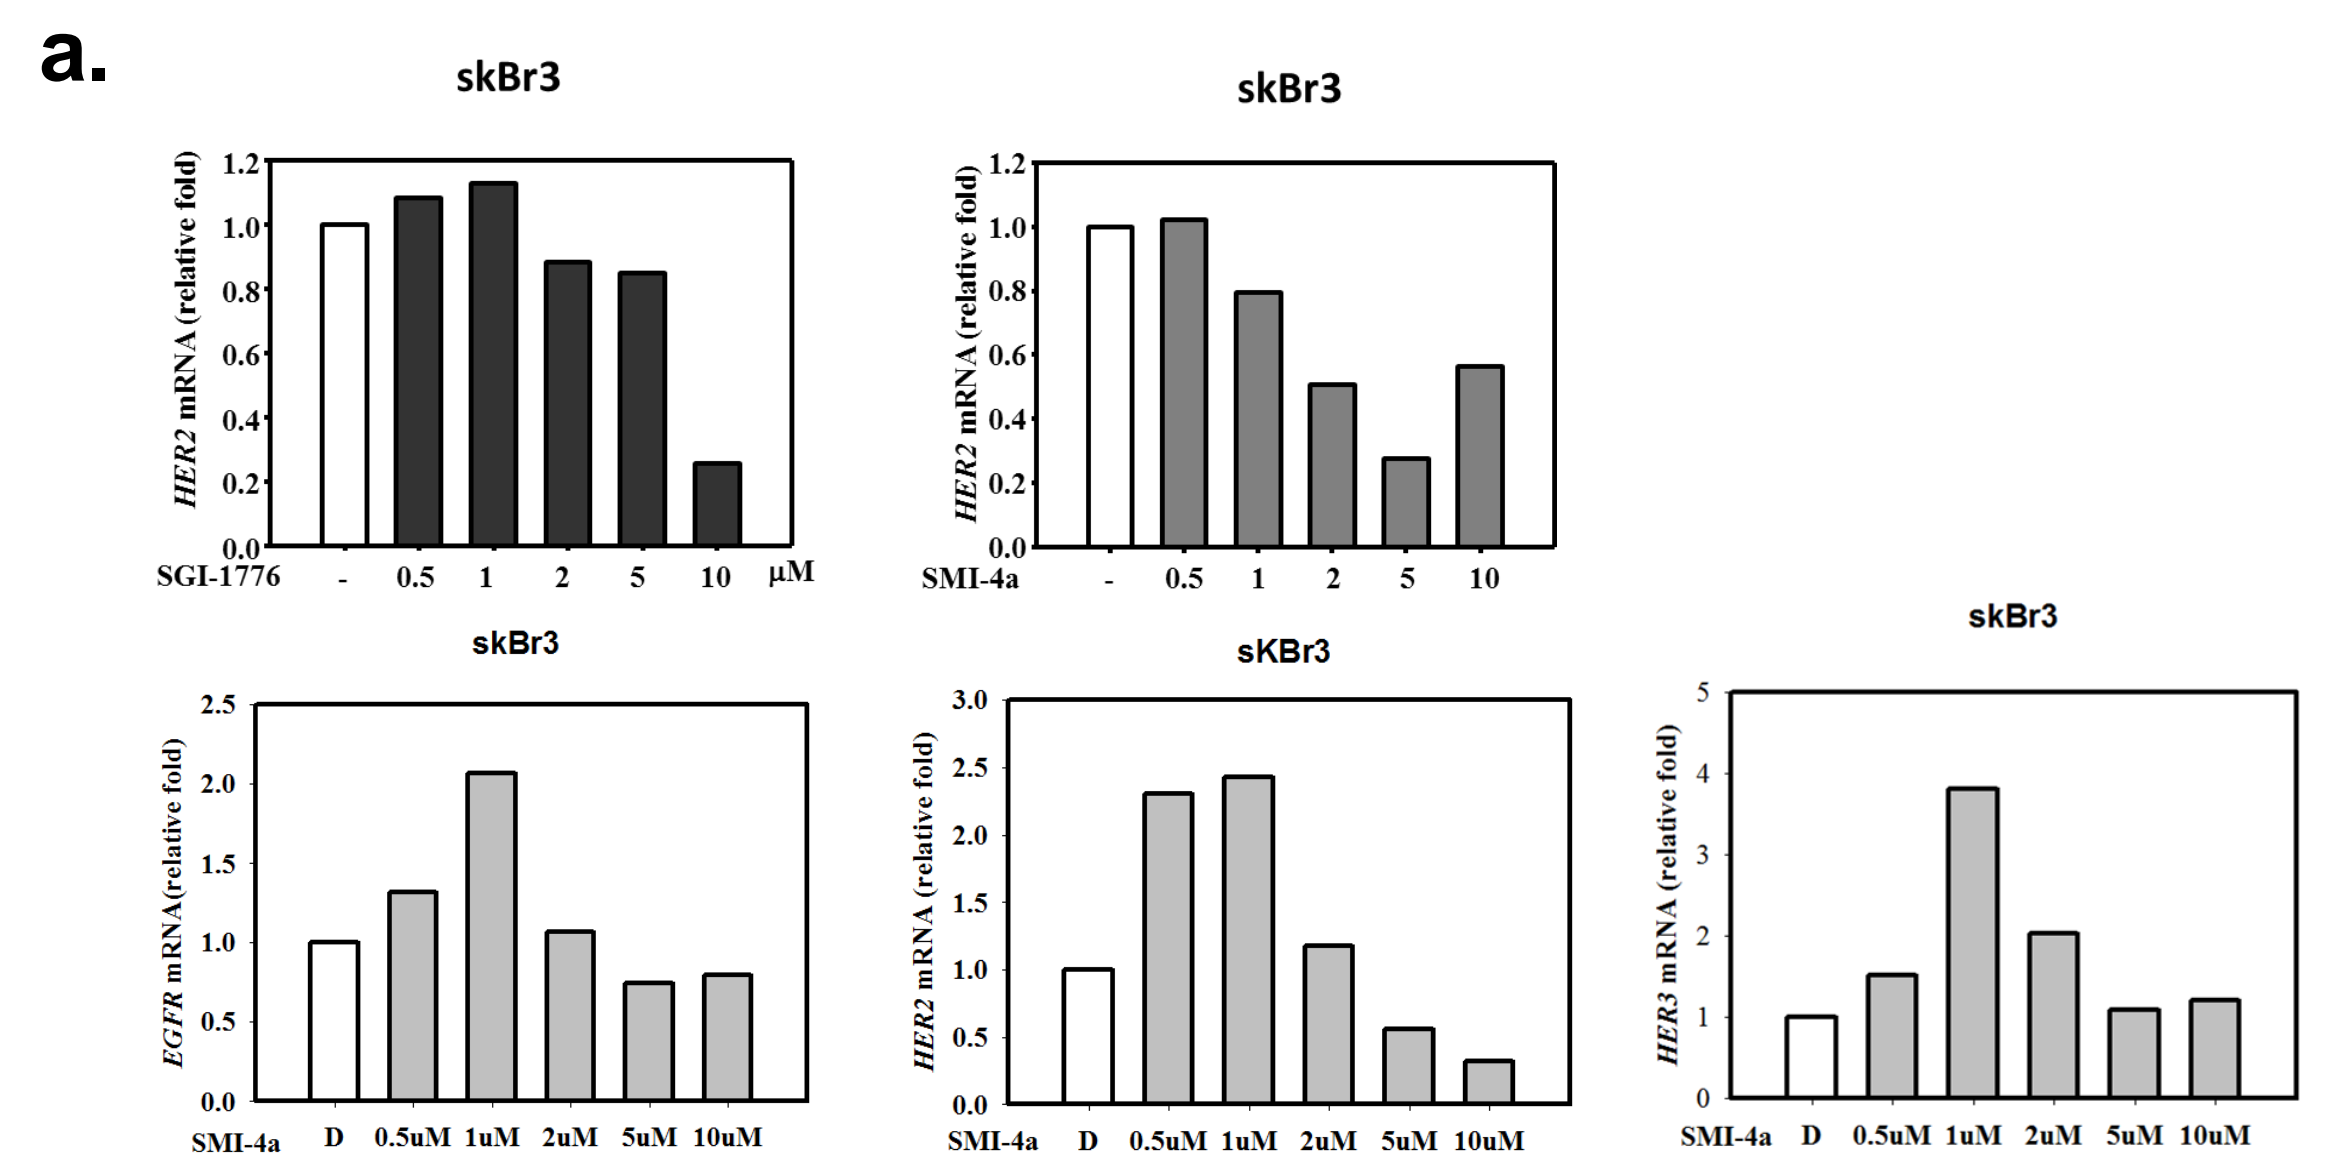 a.
skBr3
HER2 mRNA (relative fold)
1.2
1.0
0.8
0.6
0.4
0.2
0.0
SGI-1776 - 0.5 1 2 5 10 μM
skBr3
HER2 mRNA (relative fold)
1.2
1.0
0.8
0.6
0.4
0.2
0.0
SMI-4a - 0.5 1 2 5 10
skBr3
EGFR mRNA(relative fold)
2.5
2.0
1.5
1.0
0.5
0.0
SMI-4a D 0.5uM 1uM 2uM 5uM 10uM
sKBr3
HER2 mRNA (relative fold)
3.0
2.5
2.0
1.5
1.0
0.5
0.0
SMI-4a D 0.5uM 1uM 2uM 5uM 10uM
skBr3
HER3 mRNA (relative fold)
5
4
3
2
1
0
SMI-4a D 0.5uM 1uM 2uM 5uM 10uM